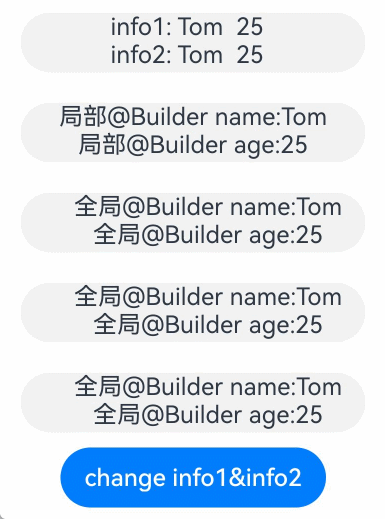 info1: Tom  25
info2: Tom  25
局部@Builder name:Tom
局部@Builder age:25
全局@Builder name:Tom
全局@Builder age:25
全局@Builder name:Tom
全局@Builder age:25
全局@Builder name:Tom
全局@Builder age:25
change info1&info2